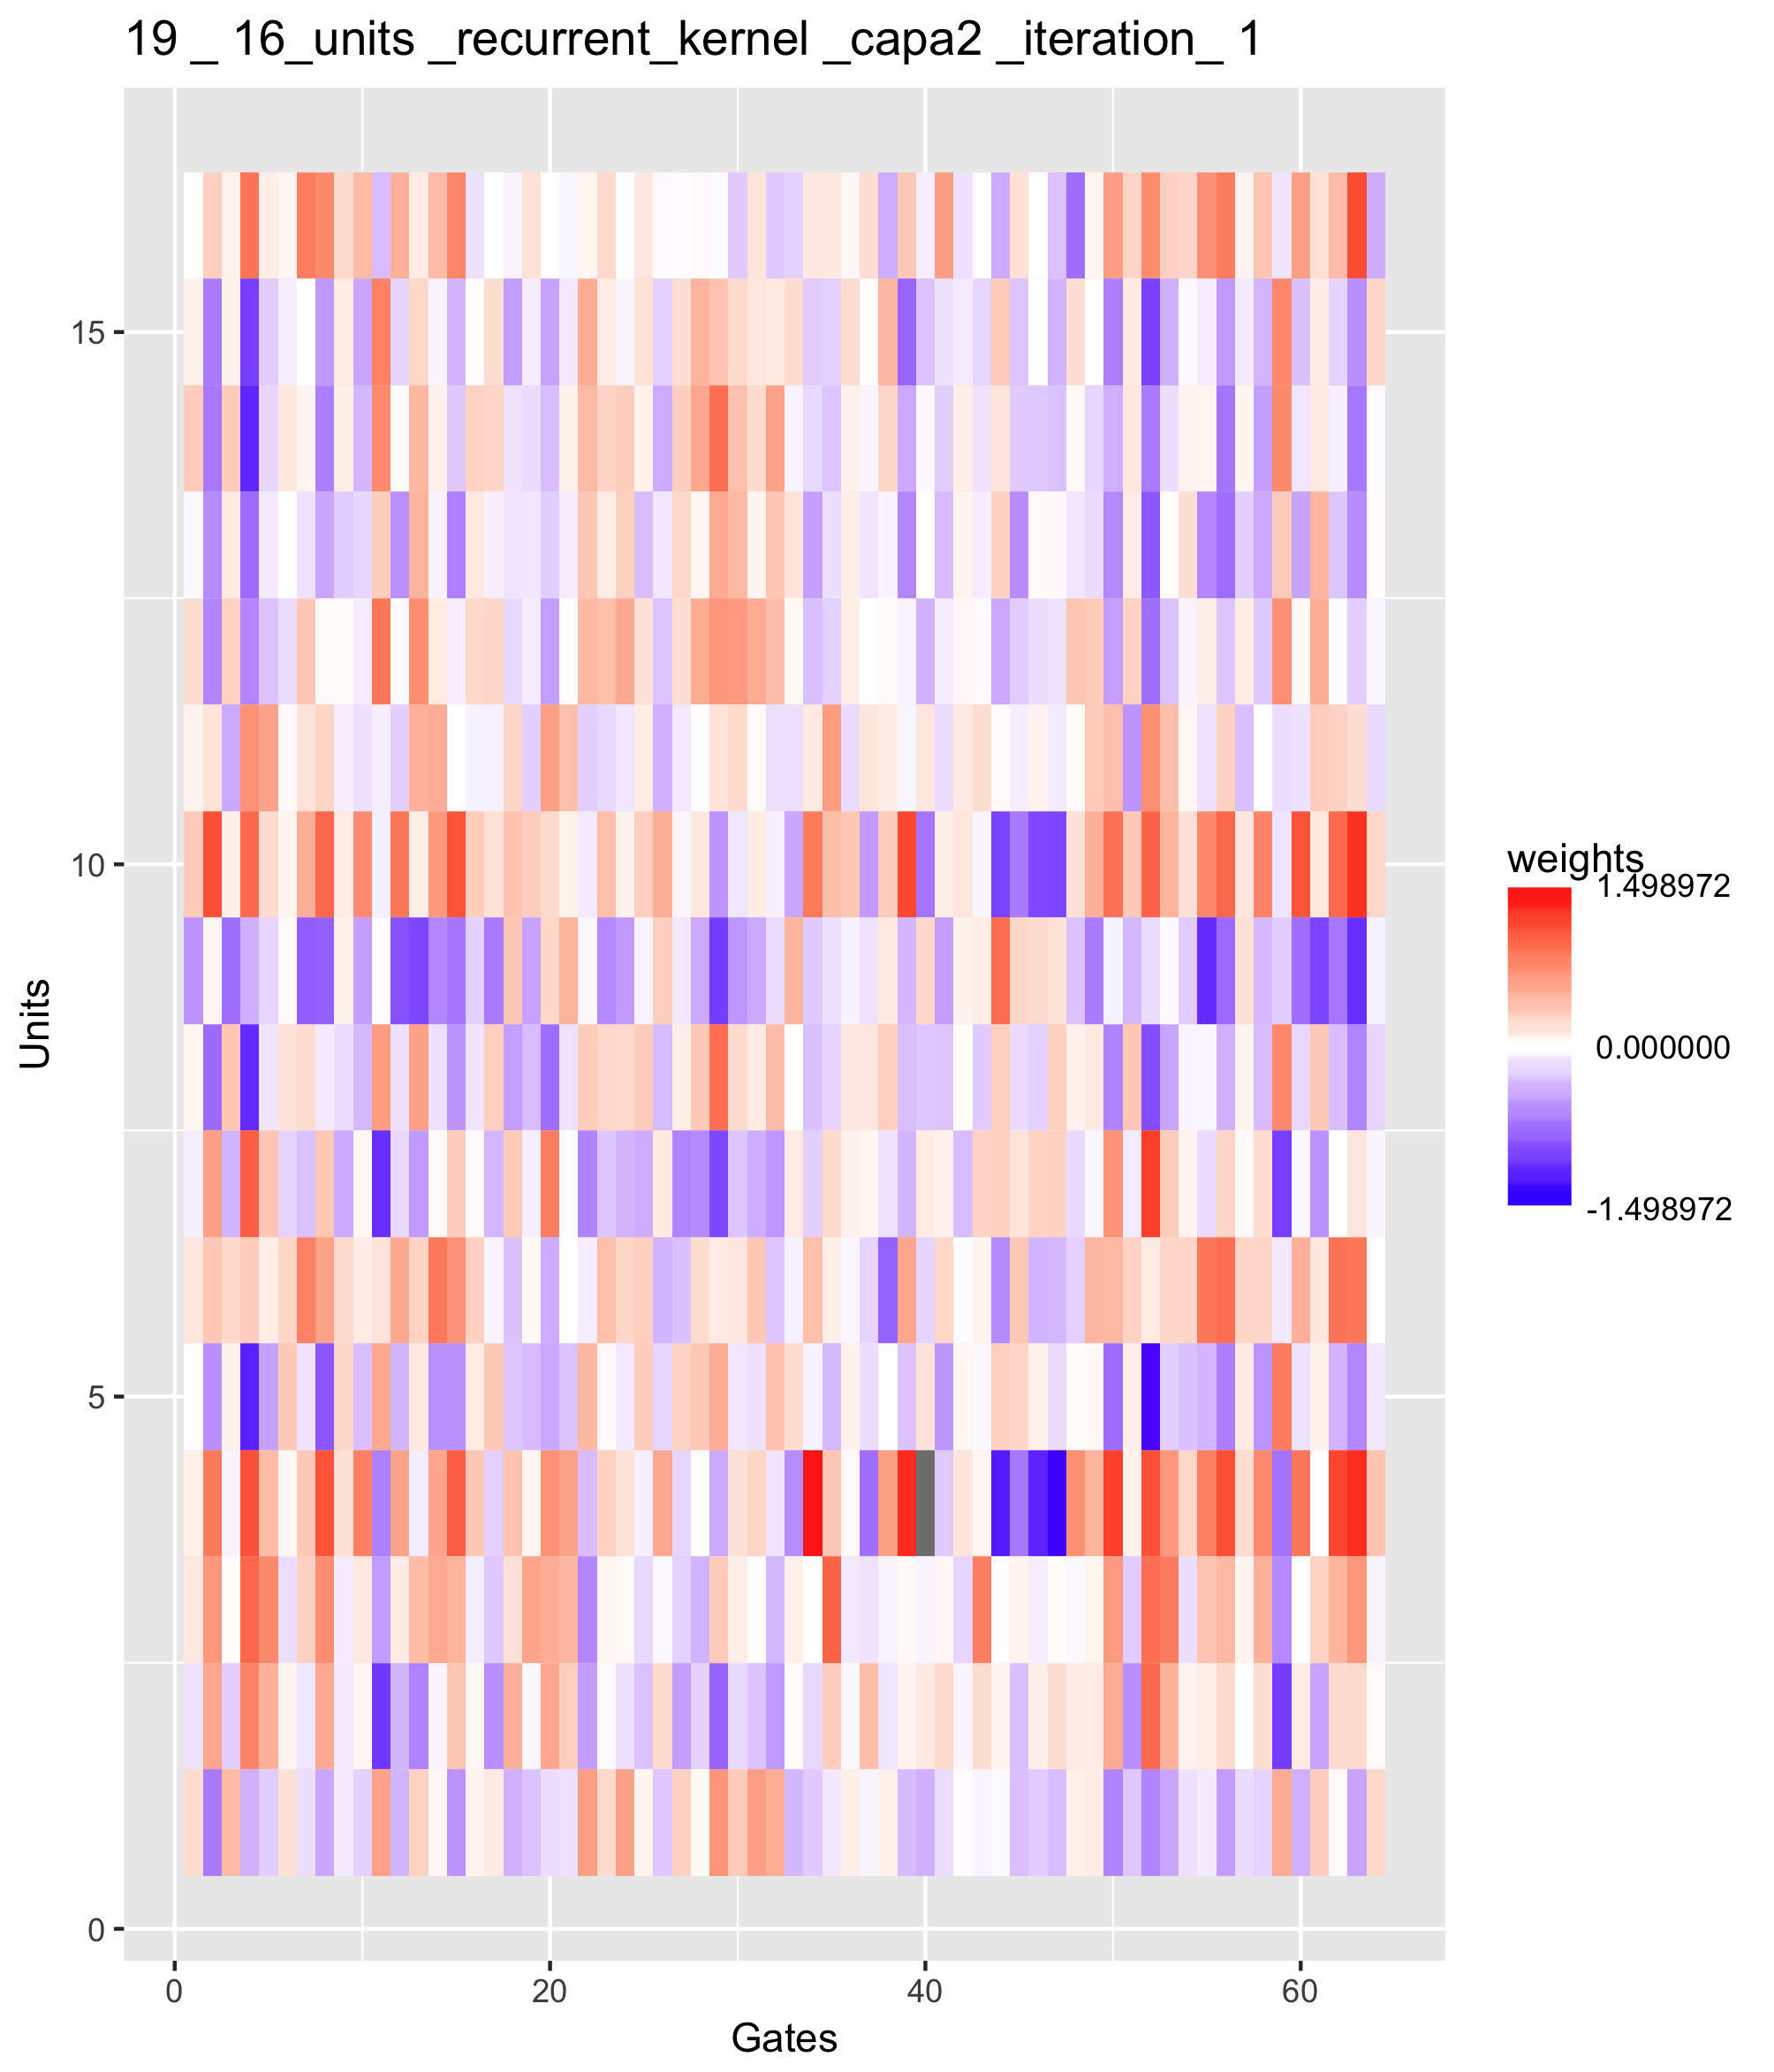 19 _ 16_units _recurrent_kernel _capa2 _iteration_ 1
15
10
5
0
Units
0 20 40 60
Gates
weights
1.498972
0.000000
-1.498972